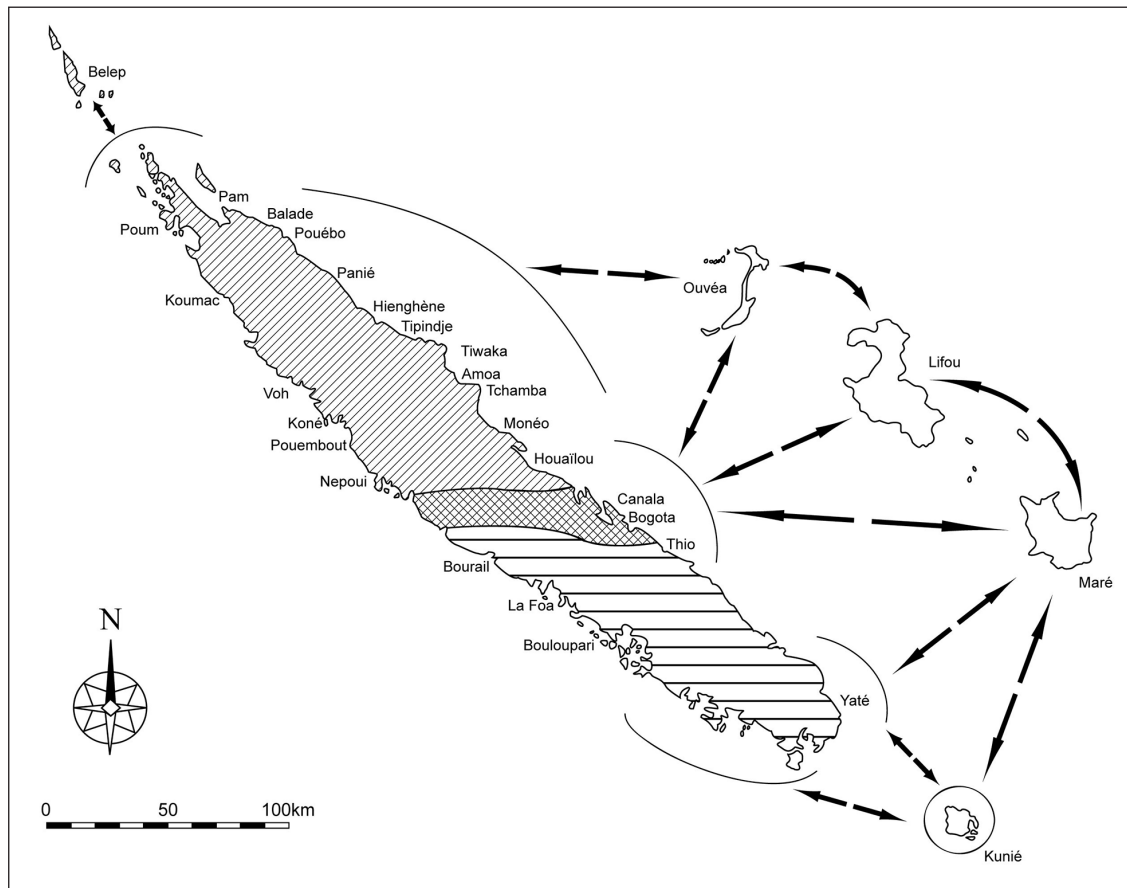 Belep
Pam
Poum
Balade
Pouébo
Panié
Koumac
Hienghène
Tipindje
Tiwaka
Amoa
Tchamba
Voh
Koné
Monéo
Pouembout
Houaïlou
Nepoui
Canala
Bogota
Thio
Bourail
La Foa
Bouloupari
Yaté
Ouvéa
Lifou
Maré
Kunié
N
0 50 100km